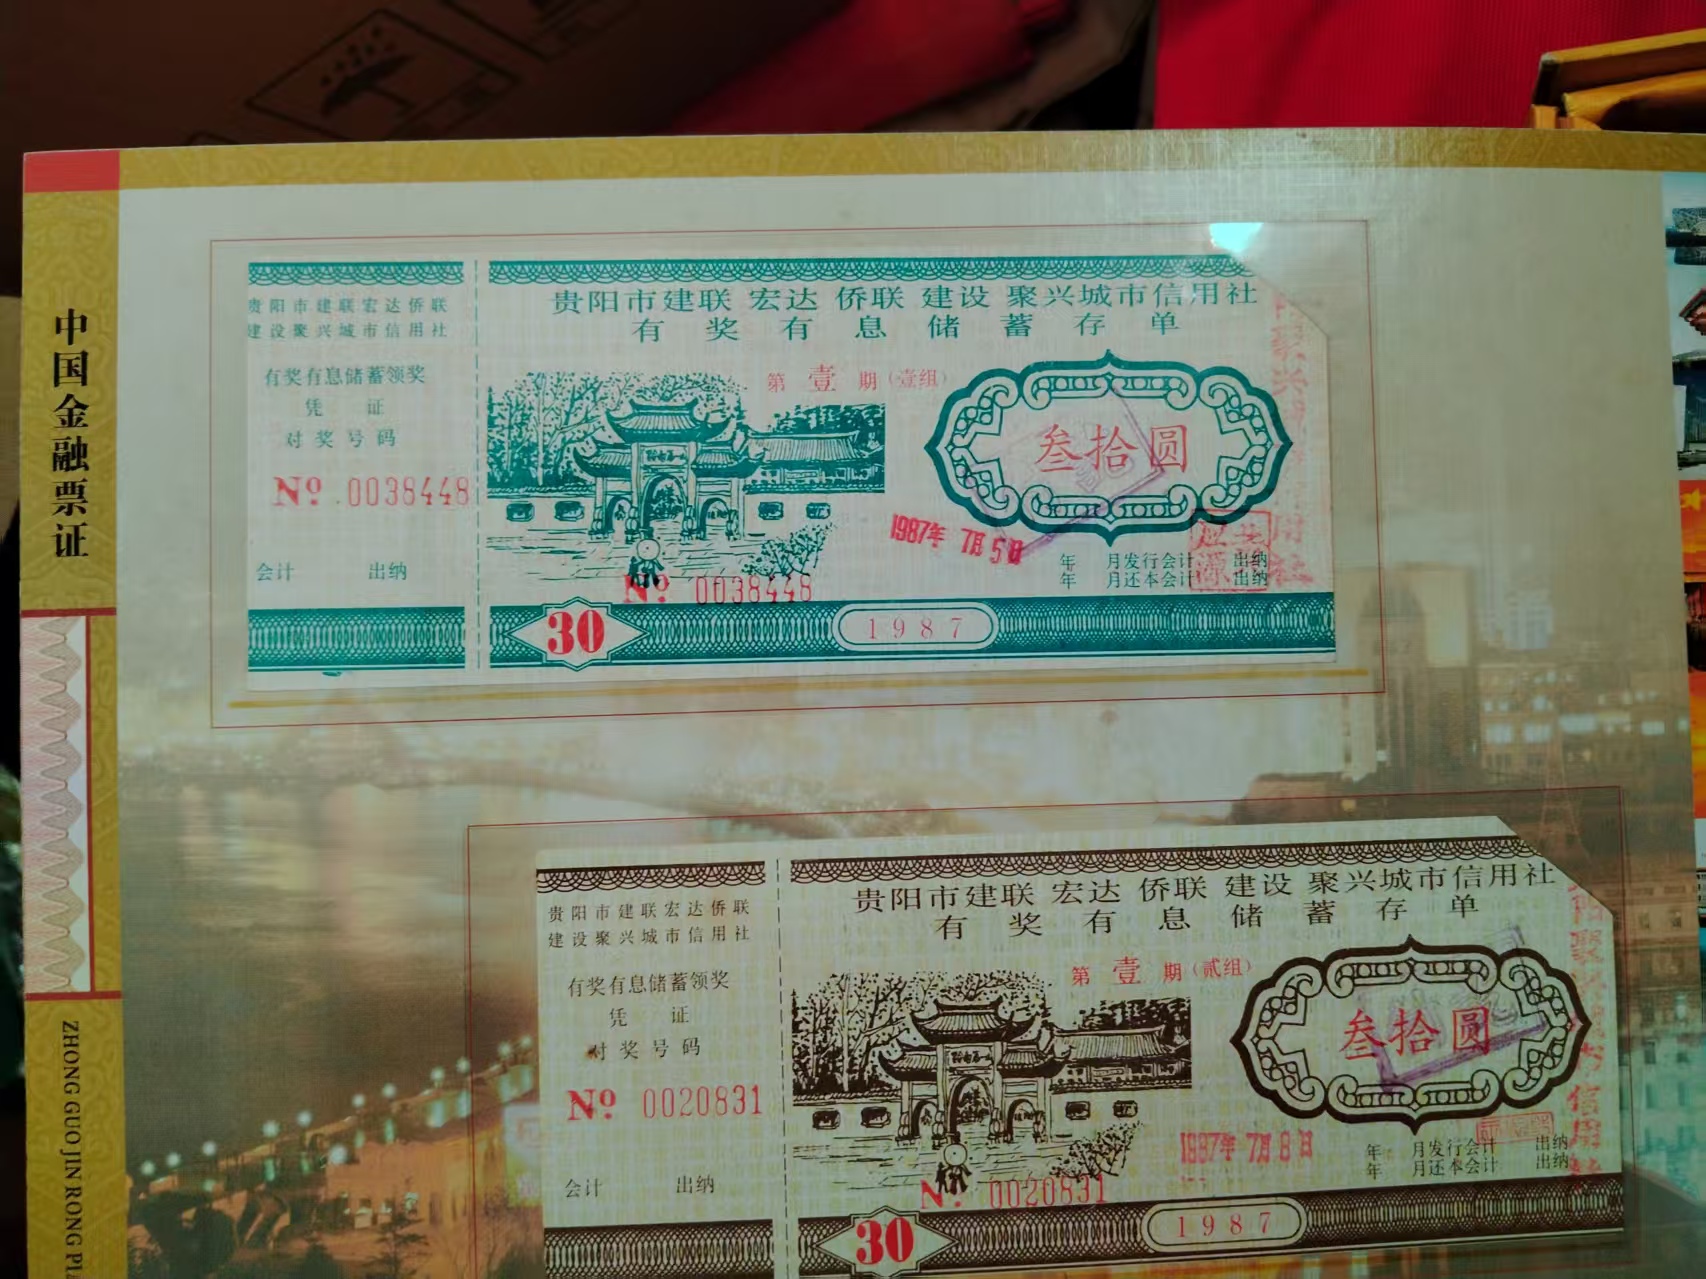 中国金融票证
ZHONG GUO JIN RONG PI
贵阳市建联宏达侨联
建设聚兴城市信用社
有奖有息储蓄领奖
凭 证
对奖号码
Nº 0038448
会计 出纳
贵阳市建联 宏达 侨联 建设 聚兴城市信用社
有奖有息储蓄存单
第壹期(壹组)
叁拾圆
1987年 7月 5日
年 月发行会计 出纳
年 月还本会计 出纳
Nº 0038448
30
1987
贵阳市建联宏达侨联
建设聚兴城市信用社
有奖有息储蓄领奖
凭 证
对奖号码
Nº 0020831
会计 出纳
贵阳市建联 宏达 侨联 建设 聚兴城市信用社
有奖有息储蓄存单
第壹期(贰组)
叁拾圆
1987年 7月 8日
年 月发行会计 出纳
年 月还本会计 出纳
Nº 0020831
30
1987